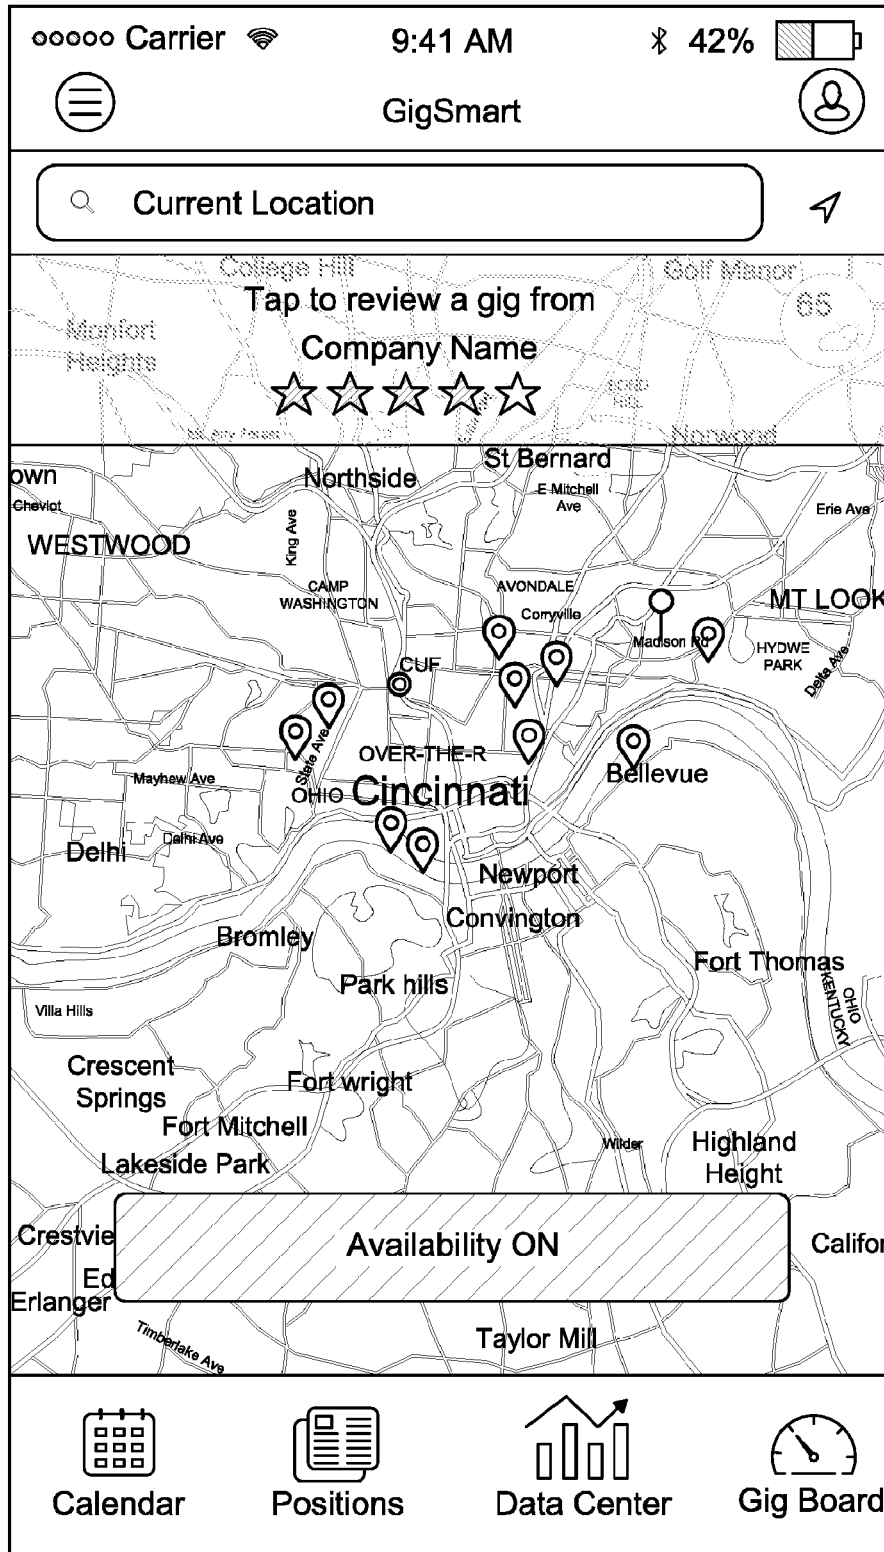 Carrier 9:41 AM 42%
GigSmart
Current Location
College Hill
Golf Manor
Tap to review a gig from
65
Monfort
Heights
Company Name
Norwood
St Bernard
own
Northside
E Mitchell
Ave
Cheviot
Erie Ave
King Ave
WESTWOOD
CAMP
WASHINGTON
AVONDALE
Corryville
MT LOOK
Madison Rd
HYDWE
PARK
Delta Ave
CUF
State Ave
OVER-THE-R
Bellevue
Mayhew Ave
OHIO
Cincinnati
Delhi Ave
Delhi
Newport
Convington
Bromley
Fort Thomas
Park hills
OHIO
KENTUCKY
Villa Hills
Crescent
Springs
Fort wright
Fort Mitchell
Wilder
Highland
Height
Lakeside Park
Crestvie
Availability ON
Califor
Ed
Erlanger
Timberlake Ave
Taylor Mill
Calendar
Positions
Data Center
Gig Board